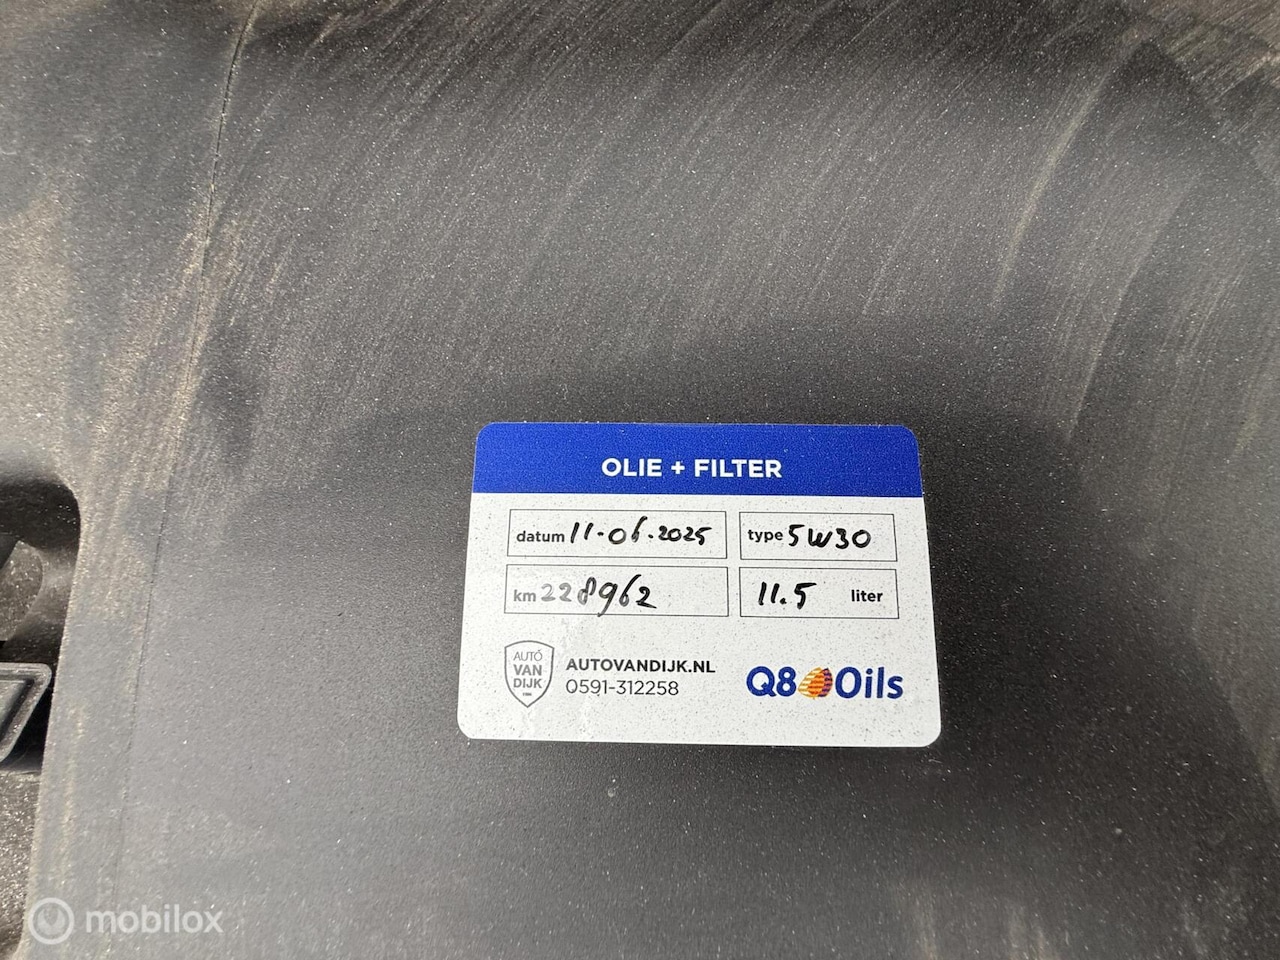 OLIE + FILTER
datum 11-06-2025 type 5W30
km 228962 11.5 liter
AUTO VAN DIJK
AUTOVANDIJK.NL
0591-312258
Q8 Oils
mobilox